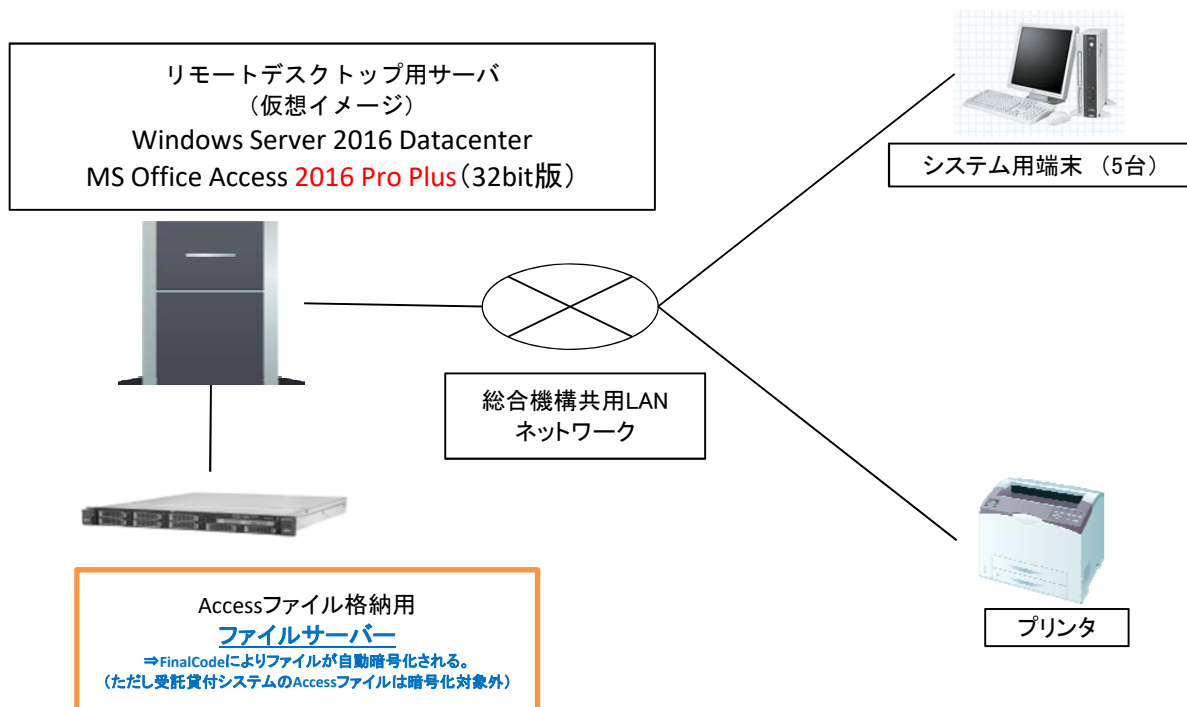 リモートデスクトップ用サーバ
(仮想イメージ)
Windows Server 2016 Datacenter
MS Office Access 2016 Pro Plus（32bit版）
システム用端末 （5台）
総合機構共用LAN
ネットワーク
Accessファイル格納用
ファイルサーバー
⇒FinalCodeによりファイルが自動暗号化される。
（ただし受託貸付システムのAccessファイルは暗号化対象外）
プリンタ